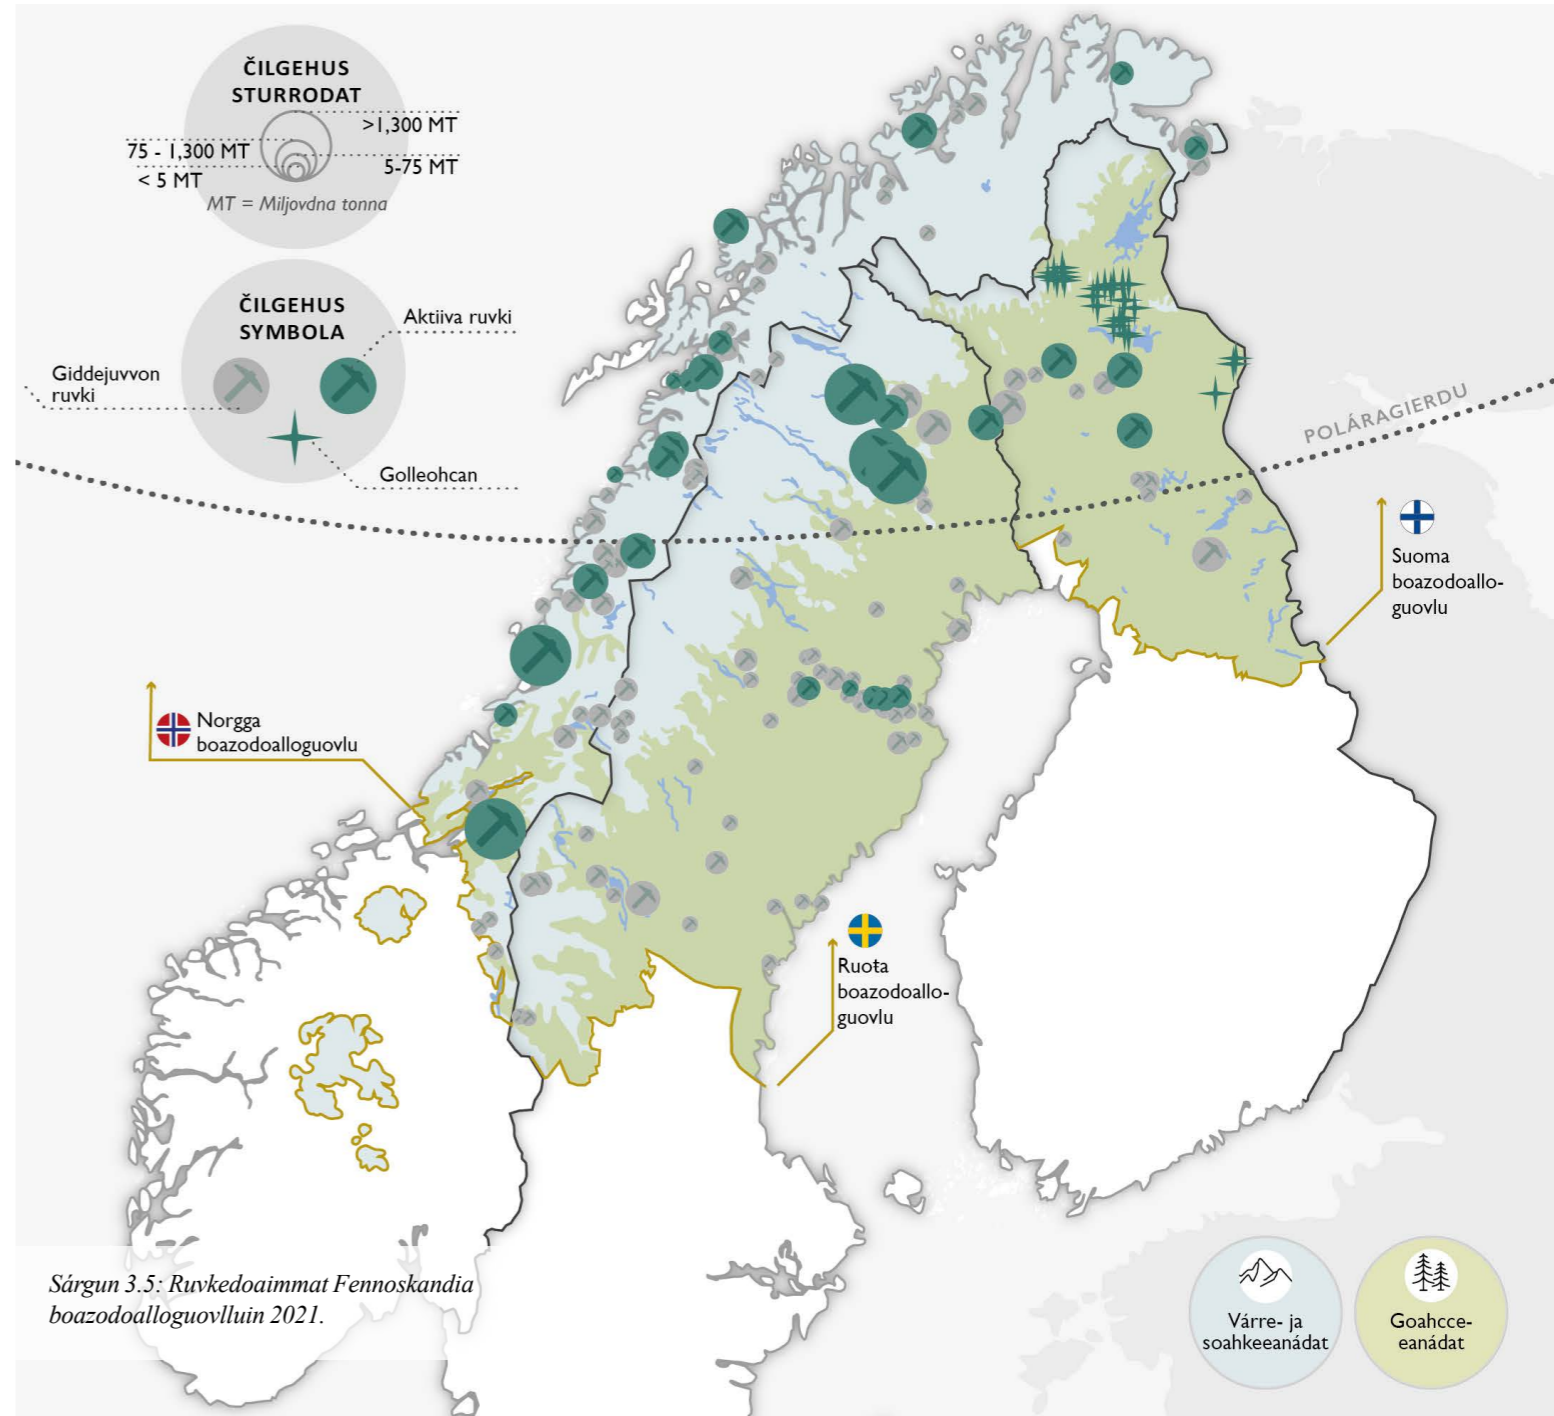 ČILGEHUS
STURRODAT
>1,300 MT
75 - 1,300 MT
5-75 MT
< 5 MT
MT = Miljovdna tonna
ČILGEHUS
SYMBOLA
Aktiiva ruvki
Giddejuvvon
ruvki
Golleohcan
POLÁRAGIERDU
Suoma
boazodoallo-
guovlu
Norgga
boazodoalloguovlu
Ruota
boazodoallo-
guovlu
Sárgun 3.5: Ruvkedoaimmat Fennoskandia
boazodoalloguovlluin 2021.
Várre- ja
soahkeeanádat
Goahcce-
eanádat